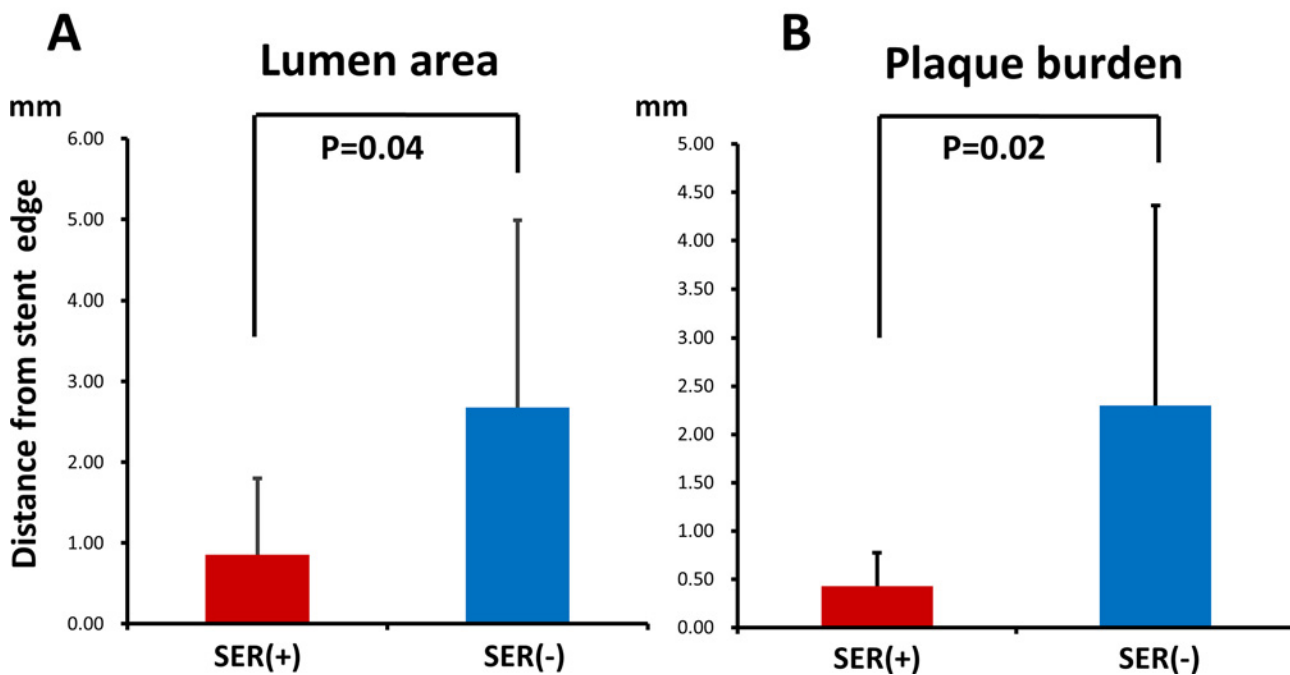 A
Lumen area
mm
P=0.04
6.00
5.00
4.00
3.00
2.00
1.00
0.00
Distance from stent edge
SER(+)
SER(-)
B
Plaque burden
mm
P=0.02
5.00
4.50
4.00
3.50
3.00
2.50
2.00
1.50
1.00
0.50
0.00
SER(+)
SER(-)